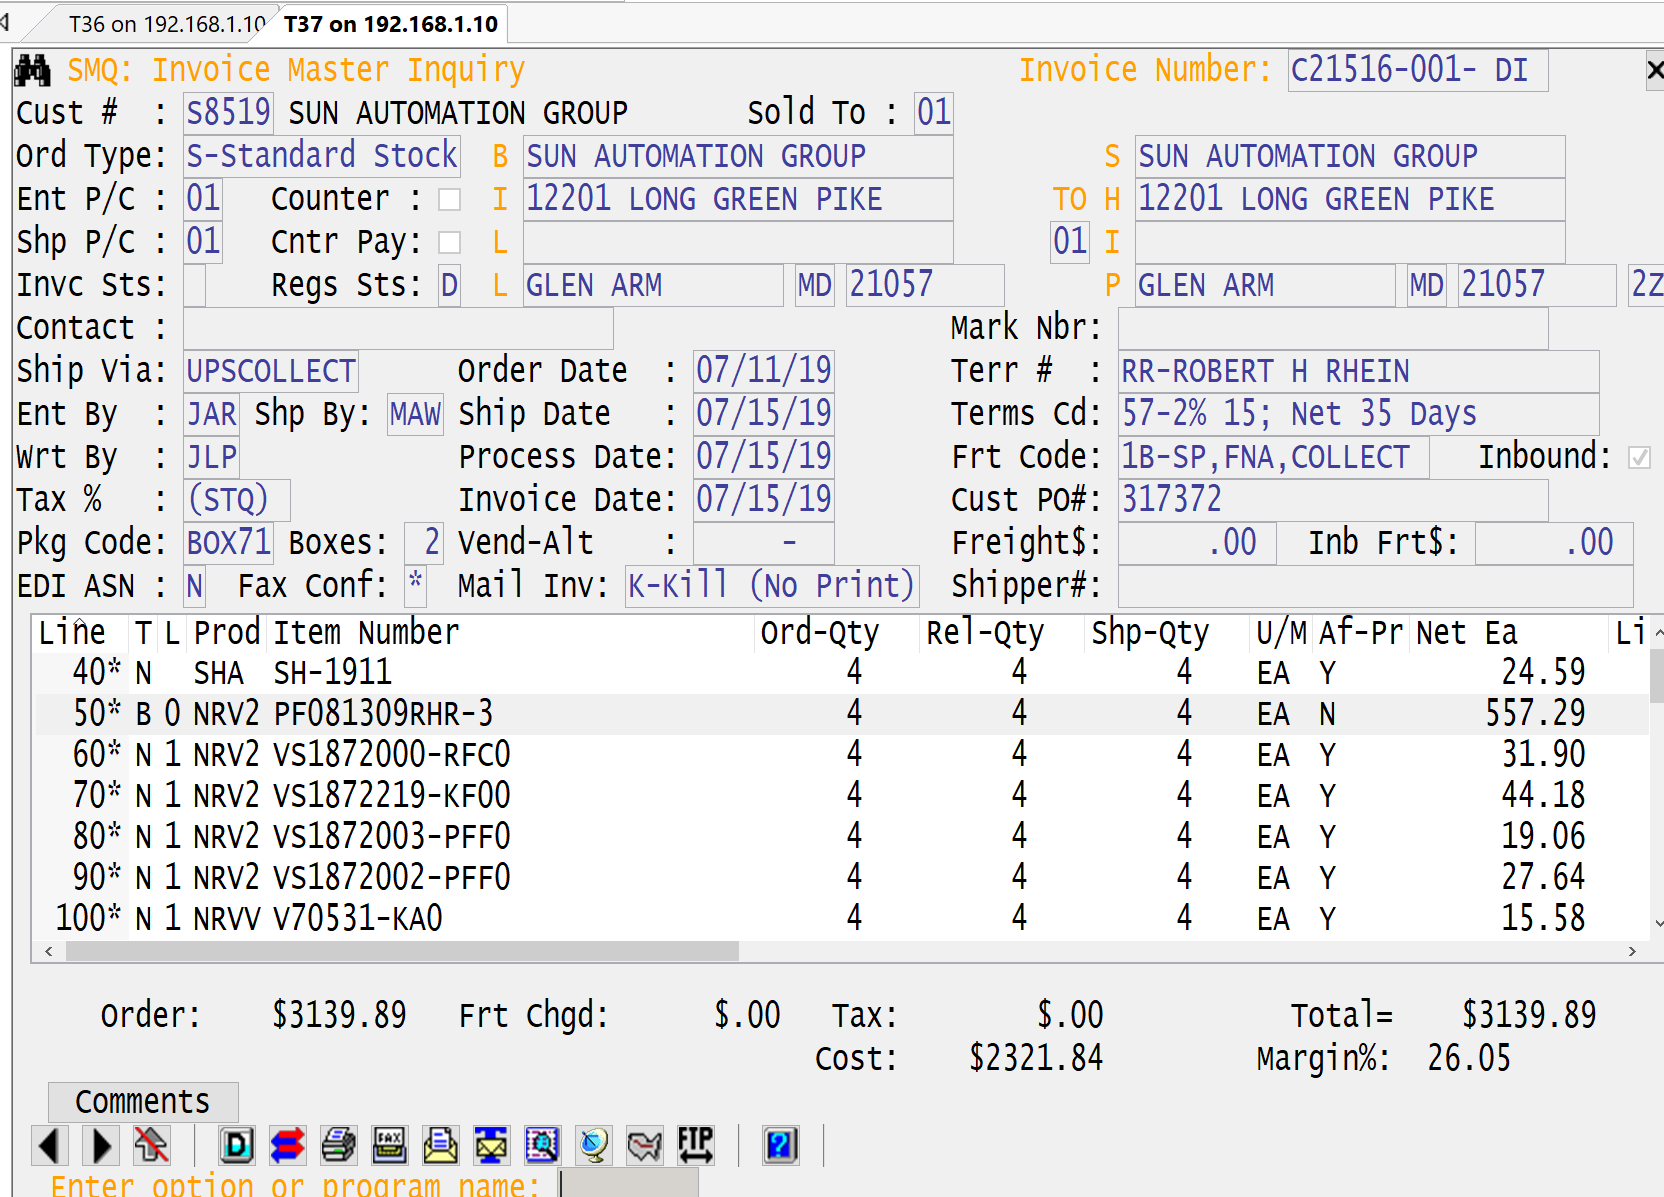 T36 on 192.168.1.10 T37 on 192.168.1.10
SMQ: Invoice Master Inquiry Invoice Number: C21516-001- DI
Cust # : S8519 SUN AUTOMATION GROUP Sold To : 01
Ord Type: S-Standard Stock B SUN AUTOMATION GROUP S SUN AUTOMATION GROUP
Ent P/C : 01 Counter : I 12201 LONG GREEN PIKE TO H 12201 LONG GREEN PIKE
Shp P/C : 01 Cntr Pay: L 01 I
Invc Sts: Regs Sts: D L GLEN ARM MD 21057 P GLEN ARM MD 21057 2Z
Contact : Mark Nbr:
Ship Via: UPSCOLLECT Order Date : 07/11/19 Terr # : RR-ROBERT H RHEIN
Ent By : JAR Shp By: MAW Ship Date : 07/15/19 Terms Cd: 57-2% 15; Net 35 Days
Wrt By : JLP Process Date: 07/15/19 Frt Code: 1B-SP,FNA,COLLECT Inbound:
Tax % : (STQ) Invoice Date: 07/15/19 Cust PO#: 317372
Pkg Code: BOX71 Boxes: 2 Vend-Alt : - Freight$: .00 Inb Frt$: .00
EDI ASN : N Fax Conf: * Mail Inv: K-Kill (No Print) Shipper#:
Line T L Prod Item Number Ord-Qty Rel-Qty Shp-Qty U/M Af-Pr Net Ea Li
40* N SHA SH-1911 4 4 4 EA Y 24.59
50* B 0 NRV2 PF081309RHR-3 4 4 4 EA N 557.29
60* N 1 NRV2 VS1872000-RFC0 4 4 4 EA Y 31.90
70* N 1 NRV2 VS1872219-KF00 4 4 4 EA Y 44.18
80* N 1 NRV2 VS1872003-PFF0 4 4 4 EA Y 19.06
90* N 1 NRV2 VS1872002-PFF0 4 4 4 EA Y 27.64
100* N 1 NRVV V70531-KA0 4 4 4 EA Y 15.58
Order: $3139.89 Frt Chgd: $.00 Tax: $.00 Total= $3139.89
Cost: $2321.84 Margin%: 26.05
Comments
D FAX FTP ?
Enter option or program name: